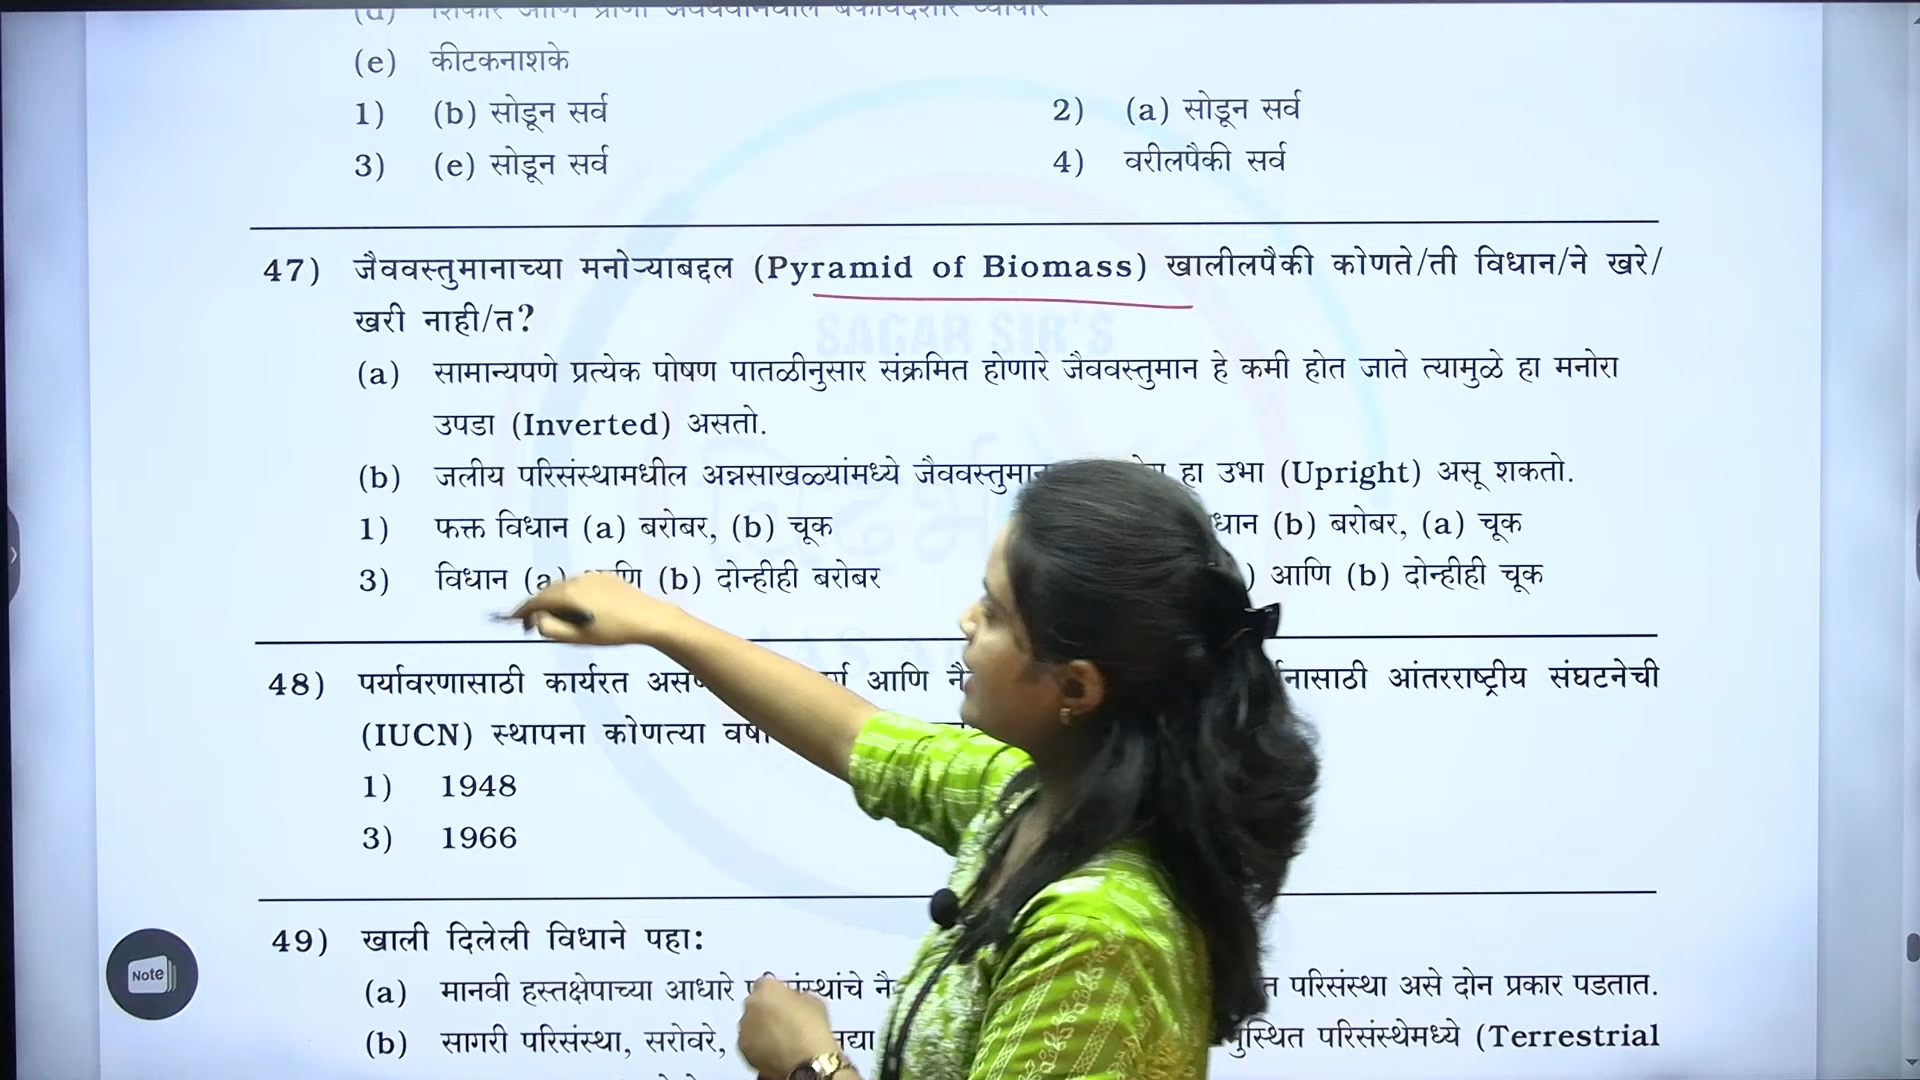 (e) कीटकनाशके
1) (b) सोडून सर्व 2) (a) सोडून सर्व
3) (e) सोडून सर्व 4) वरीलपैकी सर्व
47) जैववस्तुमानाच्या मनोऱ्याबद्दल (Pyramid of Biomass) खालीलपैकी कोणते/ती विधान/ने खरे/
खरी नाही/त?
SAGAR SIR'S
(a) सामान्यपणे प्रत्येक पोषण पातळीनुसार संक्रमित होणारे जैववस्तुमान हे कमी होत जाते त्यामुळे हा मनोरा
उपडा (Inverted) असतो.
(b) जलीय परिसंस्थामधील अन्नसाखळ्यांमध्ये हा उभा (Upright) असू शकतो.
1) फक्त विधान (a) बरोबर, (b) चूक (b) बरोबर, (a) चूक
3) विधान (a) (b) दोन्हीही बरोबर आणि (b) दोन्हीही चूक
48) पर्यावरणासाठी कार्यरत आणि आंतरराष्ट्रीय संघटनेची
(IUCN) स्थापना कोणत्या
1) 1948
3) 1966
49) खाली दिलेली विधाने पहा:
Note
(a) मानवी हस्तक्षेपाच्या आधारे परिसंस्था असे दोन प्रकार पडतात.
(b) सागरी परिसंस्था, सरोवरे, परिसंस्थेमध्ये (Terrestrial